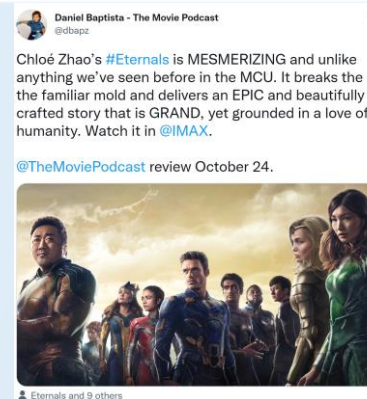 Daniel Baptista - The Movie Podcast
@dbapz
Chloé Zhao's #Eternals is MESMERIZING and unlike
anything we've seen before in the MCU. It breaks the
the familiar mold and delivers an EPIC and beautifully
crafted story that is GRAND, yet grounded in a love of
humanity. Watch it in @IMAX.
@TheMoviePodcast review October 24.
Eternals and 9 others